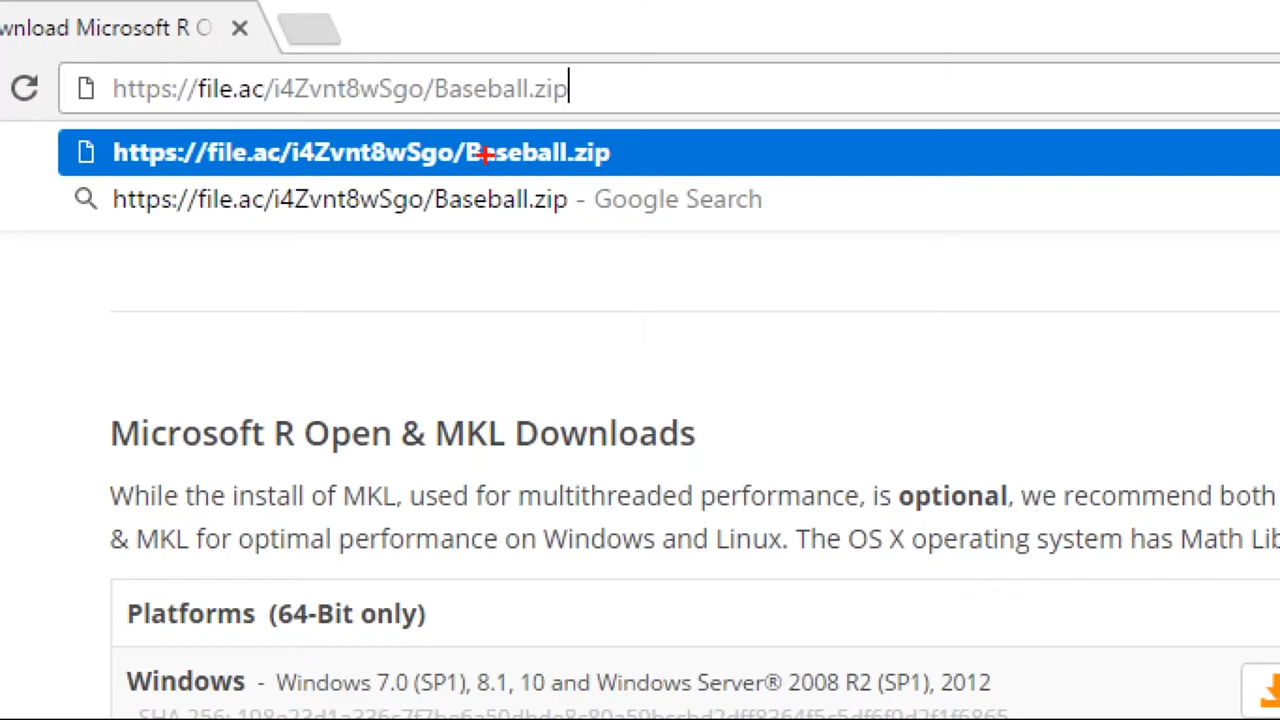 wnload Microsoft R O
https://file.ac/i4Zvnt8wSgo/Baseball.zip
https://file.ac/i4Zvnt8wSgo/Baseball.zip
https://file.ac/i4Zvnt8wSgo/Baseball.zip - Google Search
Microsoft R Open & MKL Downloads
While the install of MKL, used for multithreaded performance, is optional, we recommend both
& MKL for optimal performance on Windows and Linux. The OS X operating system has Math Lib
Platforms (64-Bit only)
Windows - Windows 7.0 (SP1), 8.1, 10 and Windows Server® 2008 R2 (SP1), 2012
SHA 256: